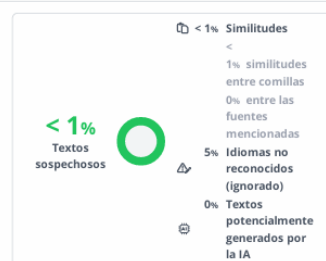 < 1%
Textos
sospechosos
< 1% Similitudes
<
1% similitudes
entre comillas
0% entre las
fuentes
mencionadas
5% Idiomas no
reconocidos
(ignorado)
0% Textos
potencialmente
generados por
la IA